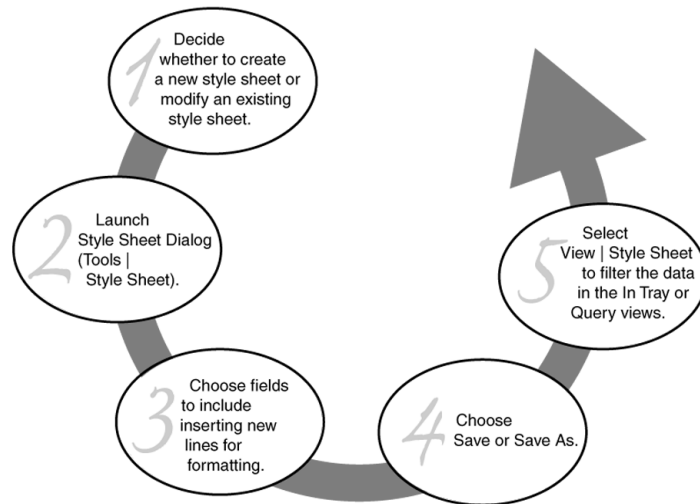 1
Decide
whether to create
a new style sheet or
modify an existing
style sheet.
2
Launch
Style Sheet Dialog
(Tools |
Style Sheet).
3
Choose fields
to include
inserting new
lines for
formatting.
4
Choose
Save or Save As.
5
Select
View | Style Sheet
to filter the data
in the In Tray or
Query views.